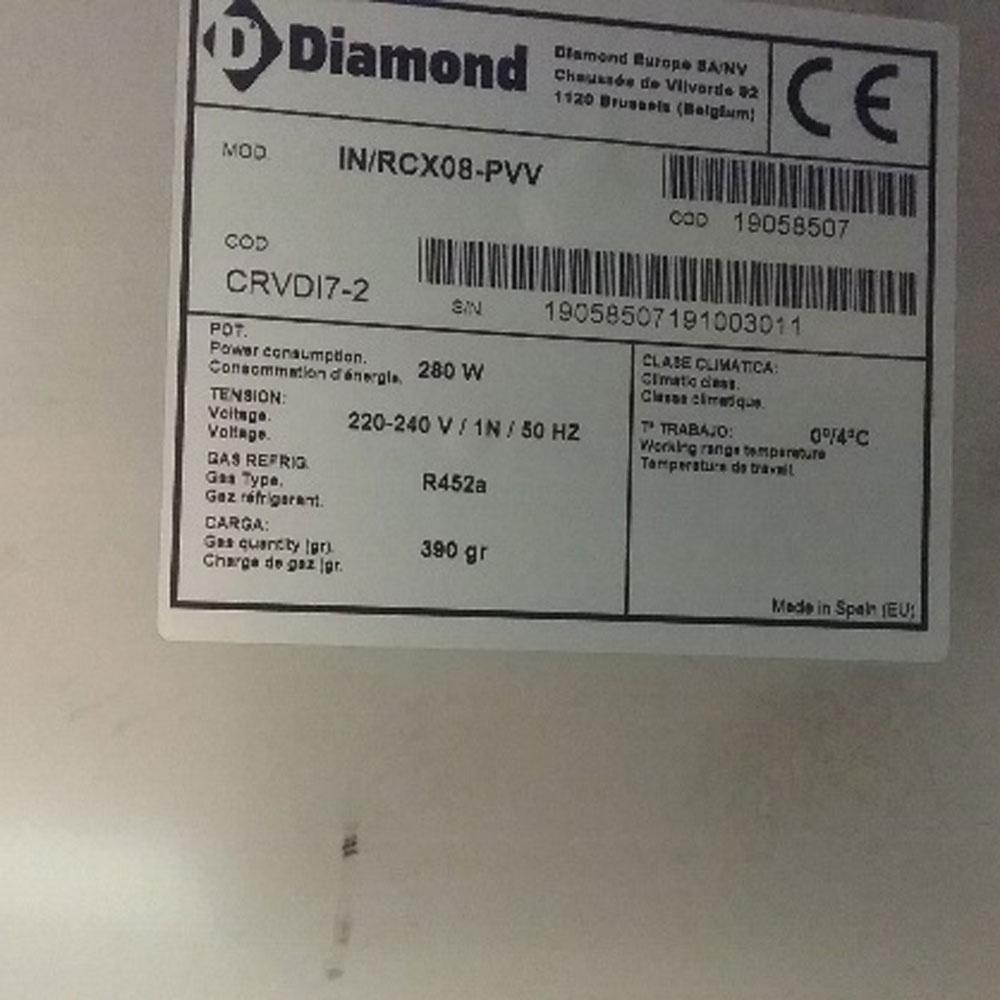 D Diamond
Diamond Europe SA/NV
Chaussée de Vilvorde 92
1120 Brussels (Belgium)
CE
MOD. IN/RCX08-PVV
COD 19058507
COD
CRVDI7-2
S/N 19058507191003011
POT.
Power consumption. 280 W
Consommation d'énergie.
TENSION:
Voltage. 220-240 V / 1N / 50 HZ
Voltage.
GAS REFRIG.
Gas Type. R452a
Gaz réfrigerant.
CARGA:
Gas quantity (gr). 390 gr
Charge de gaz (gr.
CLASE CLIMATICA:
Climatic class.
Classe climatique.
Tª TRABAJO: 0º/4ºC
Working range temperature
Temperature de travail.
Made in Spain (EU)